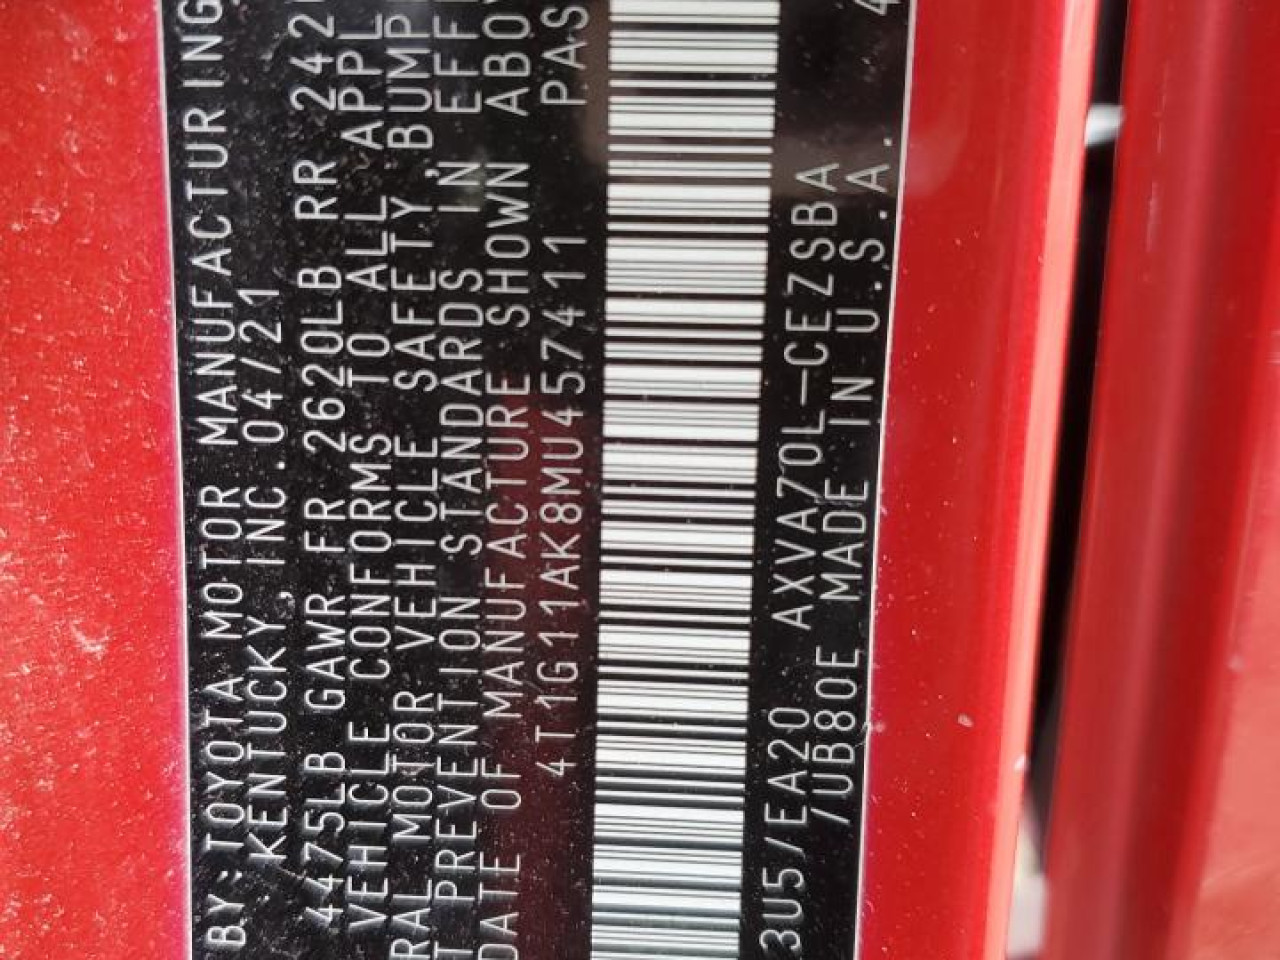 BY:TOYOTA MOTOR MANUFACTURING
KENTUCKY,INC.04/21
4475LB GAWR FR 2620LB RR 242
VEHICLE CONFORMS TO ALL APPL
RAL MOTOR VEHICLE SAFETY,BUMP
T PREVENTION STANDARDS IN EFF
DATE OF MANUFACTURE SHOWN ABO
4T1G11AK8MU457411 PAS
3U5/EA20 AXVA70L-CEZSBA
/UB80E MADE IN U.S.A. 4